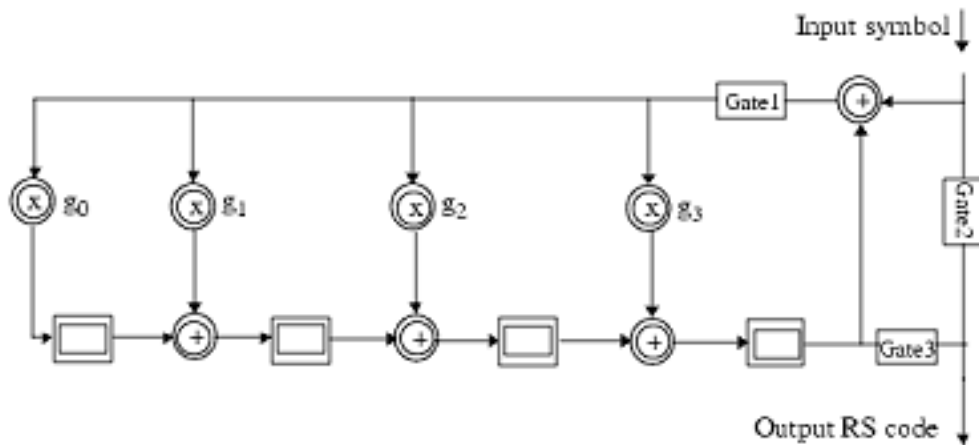 Input symbol
Gate1
+
x g0
x g1
x g2
x g3
Gate2
+
+
+
Gate3
Output RS code